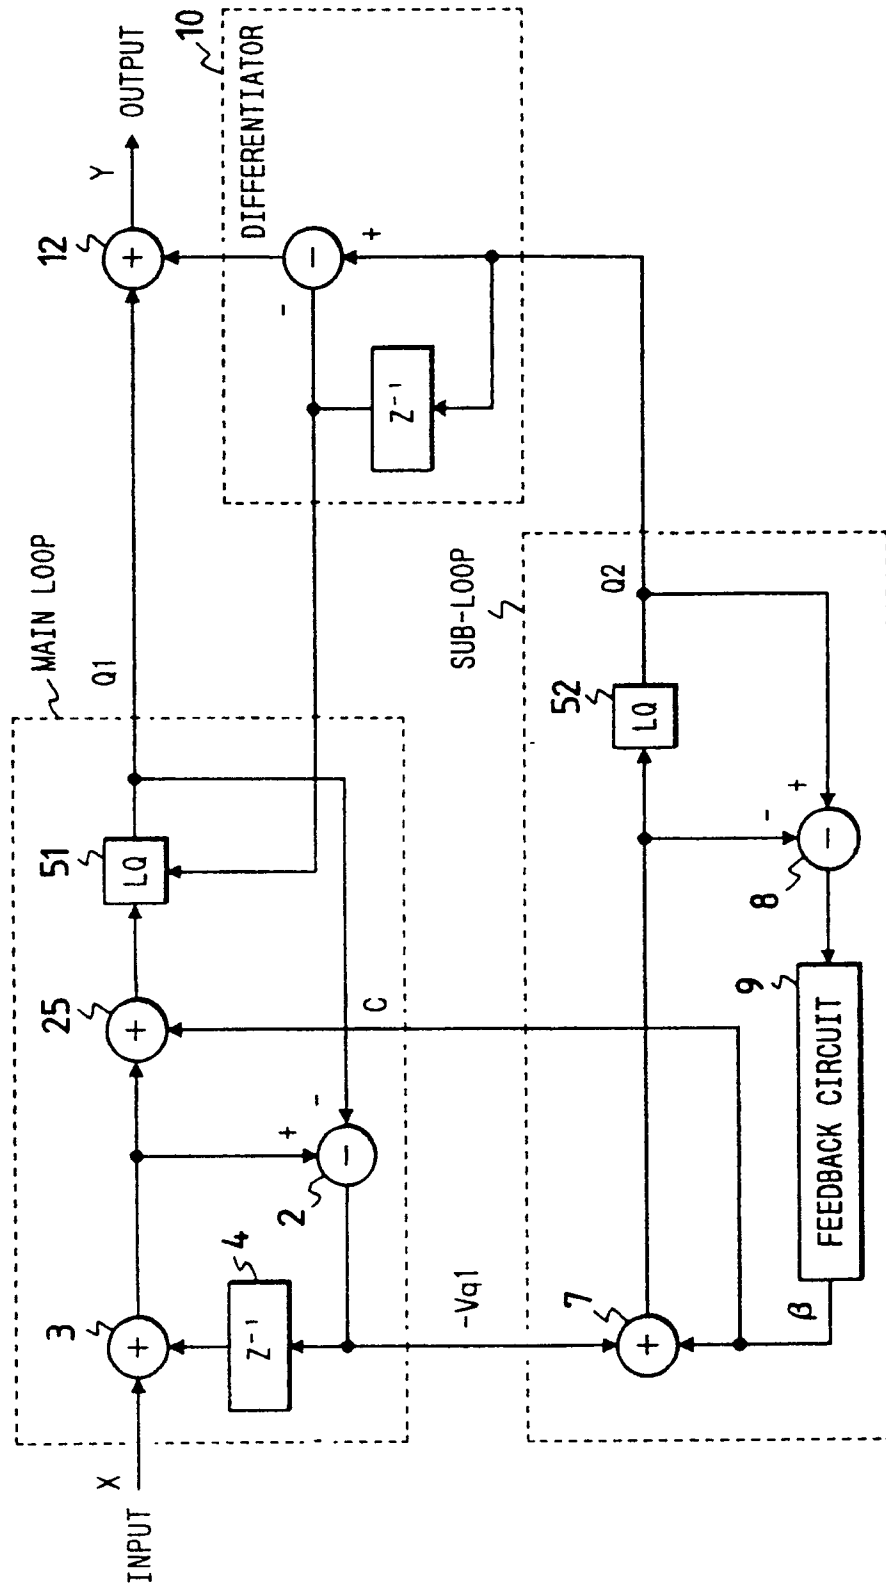 INPUT
X
3
+
4
Z⁻¹
2
-
+
-
25
+
C
51
LQ
MAIN LOOP
Q1
12
+
Y
OUTPUT
10
DIFFERENTIATOR
-
-
+
Z⁻¹
-Vq1
7
+
β
9
FEEDBACK CIRCUIT
8
-
-
+
52
LQ
Q2
SUB-LOOP